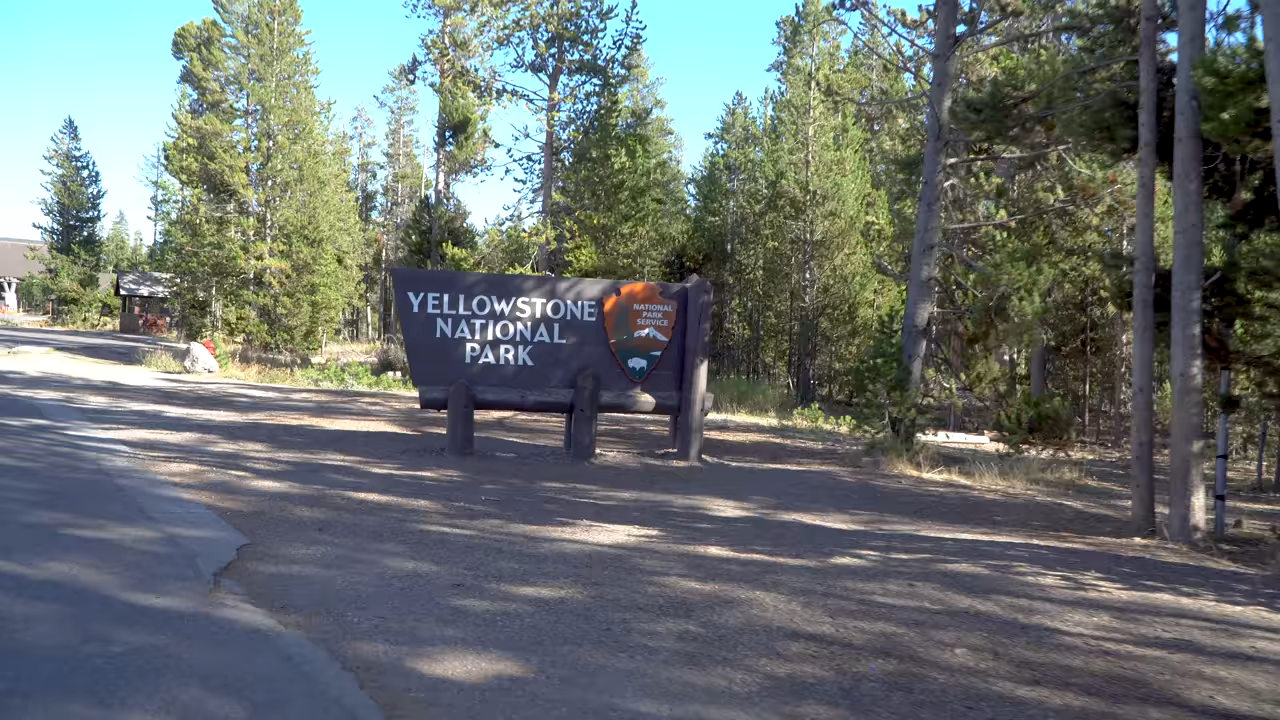 YELLOWSTONE
NATIONAL
PARK
NATIONAL
PARK
SERVICE